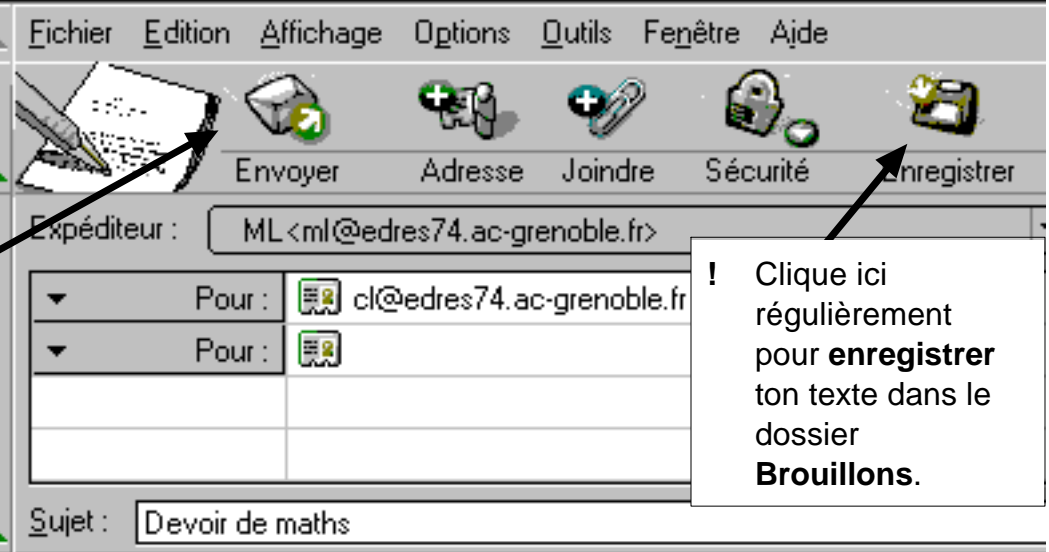 Fichier Edition Affichage Options Outils Fenêtre Aide
Envoyer Adresse Joindre Sécurité Enregistrer
Expéditeur : ML<ml@edres74.ac-grenoble.fr>
Pour : cl@edres74.ac-grenoble.fr
Pour :
! Clique ici
régulièrement
pour enregistrer
ton texte dans le
dossier
Brouillons.
Sujet : Devoir de maths